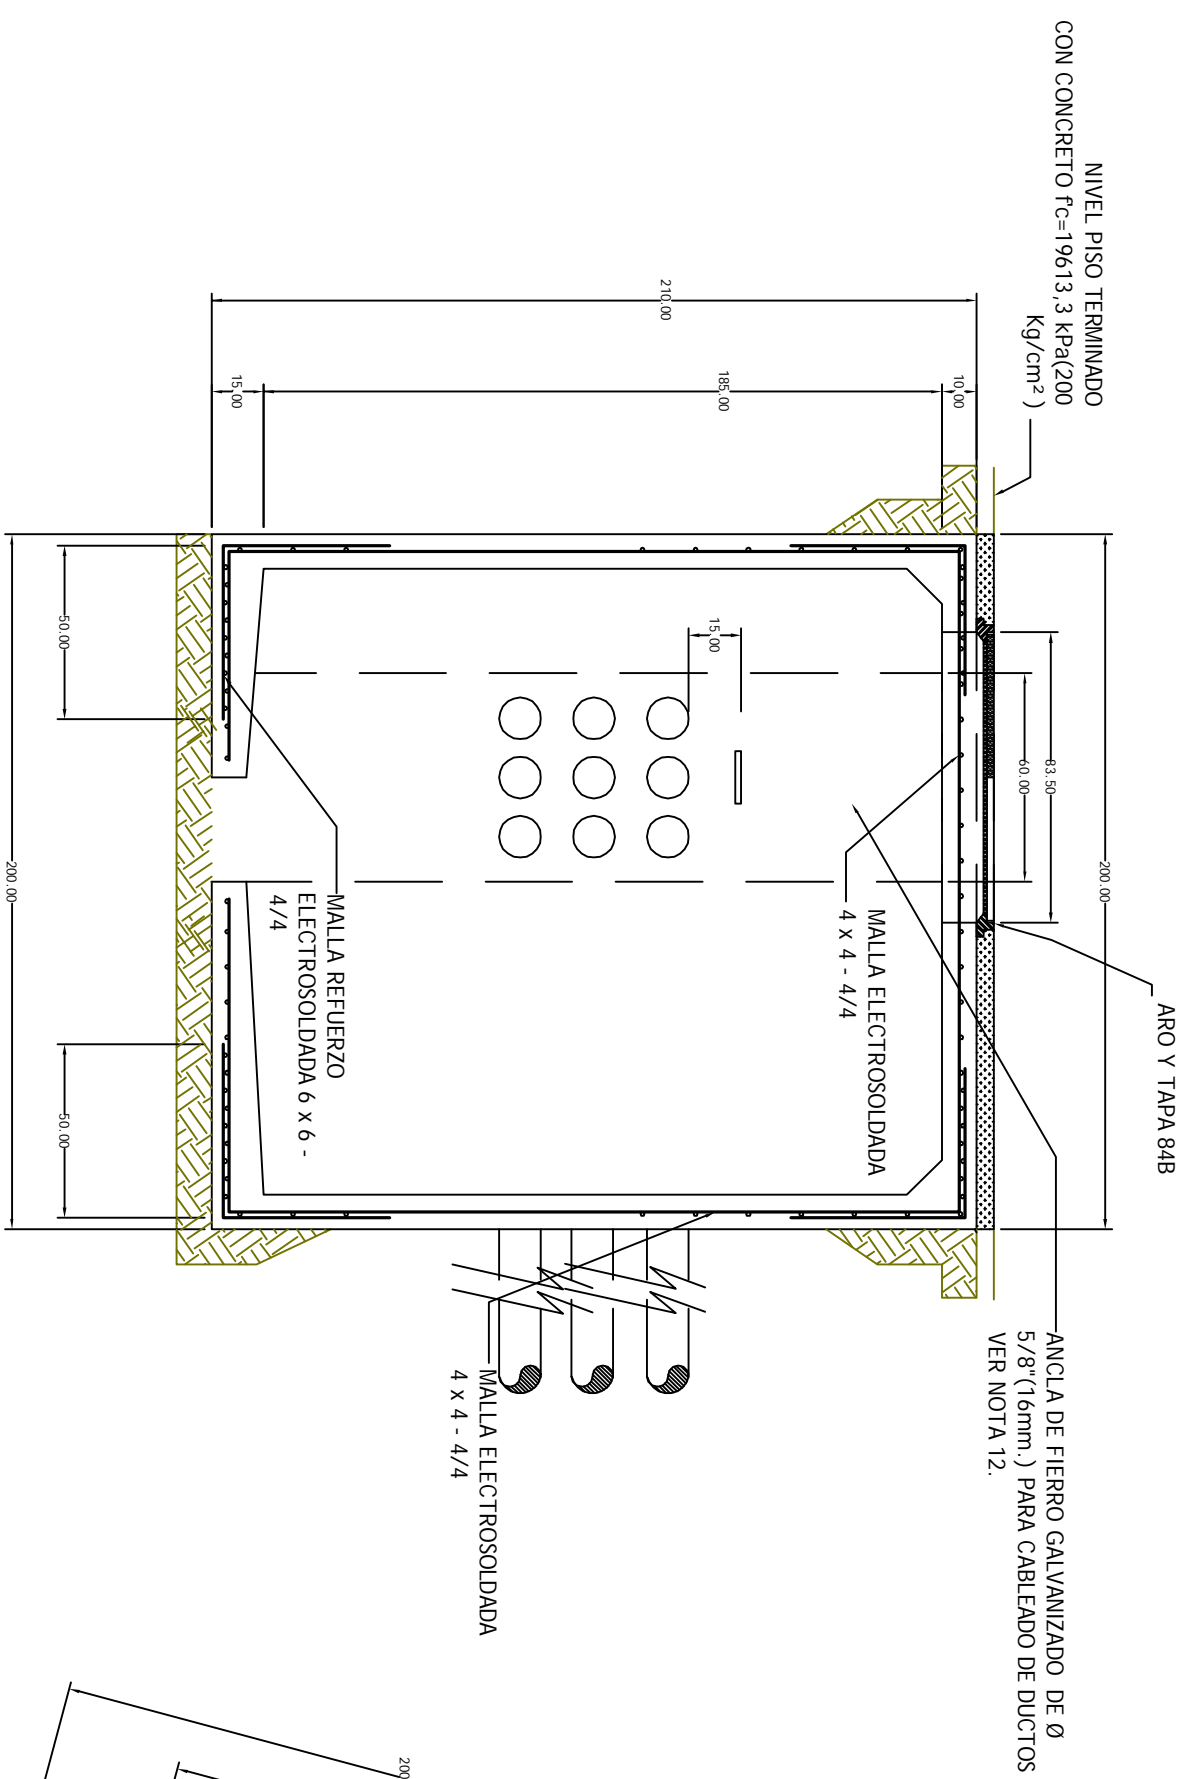 NIVEL PISO TERMINADO
CON CONCRETO f'c=19613,3 kPa(200
Kg/cm² )
ARO Y TAPA 84B
ANCLA DE FIERRO GALVANIZADO DE Ø
5/8"(16mm.) PARA CABLEADO DE DUCTOS
VER NOTA 12.
200.00
83.50
60.00
10.00
210.00
185.00
15.00
15.00
MALLA ELECTROSOLDADA
4 x 4 - 4/4
MALLA REFUERZO
ELECTROSOLDADA 6 x 6 -
4/4
MALLA ELECTROSOLDADA
4 x 4 - 4/4
50.00
50.00
200.00
200